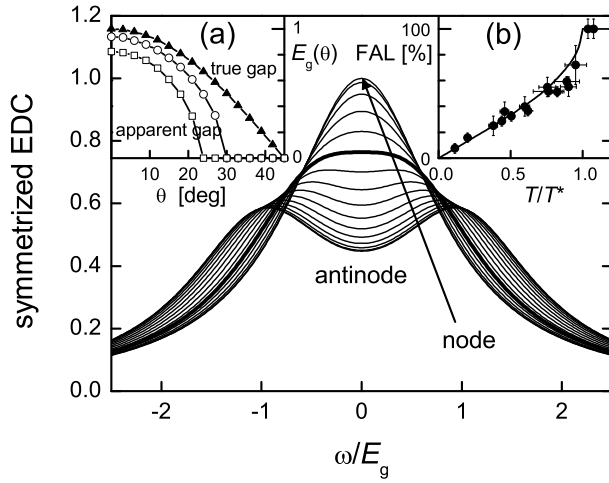 symmetrized EDC
1.2
1.0
0.8
0.6
0.4
0.2
0.0
-2
-1
0
1
2
ω/E_g
antinode
node
(a)
true gap
apparent gap
10
20
30
40
θ [deg]
1
E_g(θ)
0
FAL [%]
(b)
100
0
0.0
0.5
1.0
T/T*